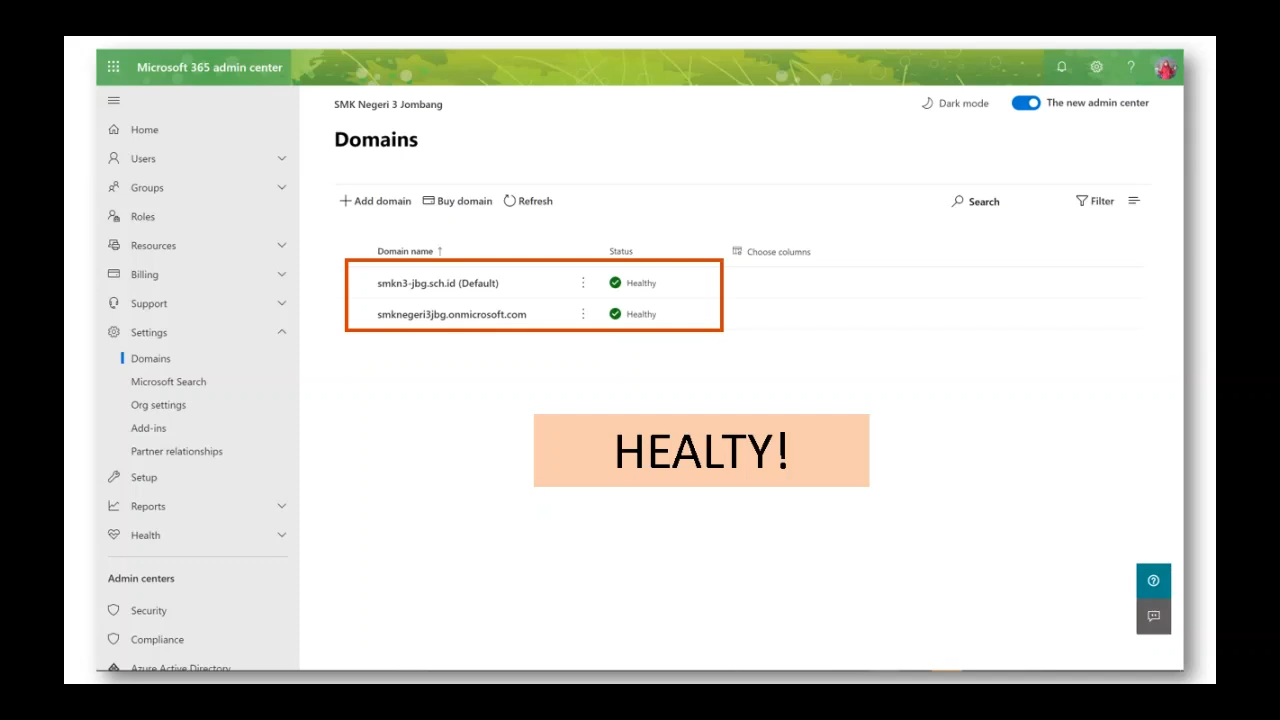 Microsoft 365 admin center
?
SMK Negeri 3 Jombang
Dark mode
The new admin center
Domains
Home
Users
Groups
Roles
Resources
Billing
Support
Settings
Domains
Microsoft Search
Org settings
Add-ins
Partner relationships
Setup
Reports
Health
Admin centers
Security
Compliance
Azure Active Directory
Add domain Buy domain Refresh Search Filter
Domain name ↑ Status Choose columns
smkn3-jbg.sch.id (Default) Healthy
smknegeri3jbg.onmicrosoft.com Healthy
HEALTY!